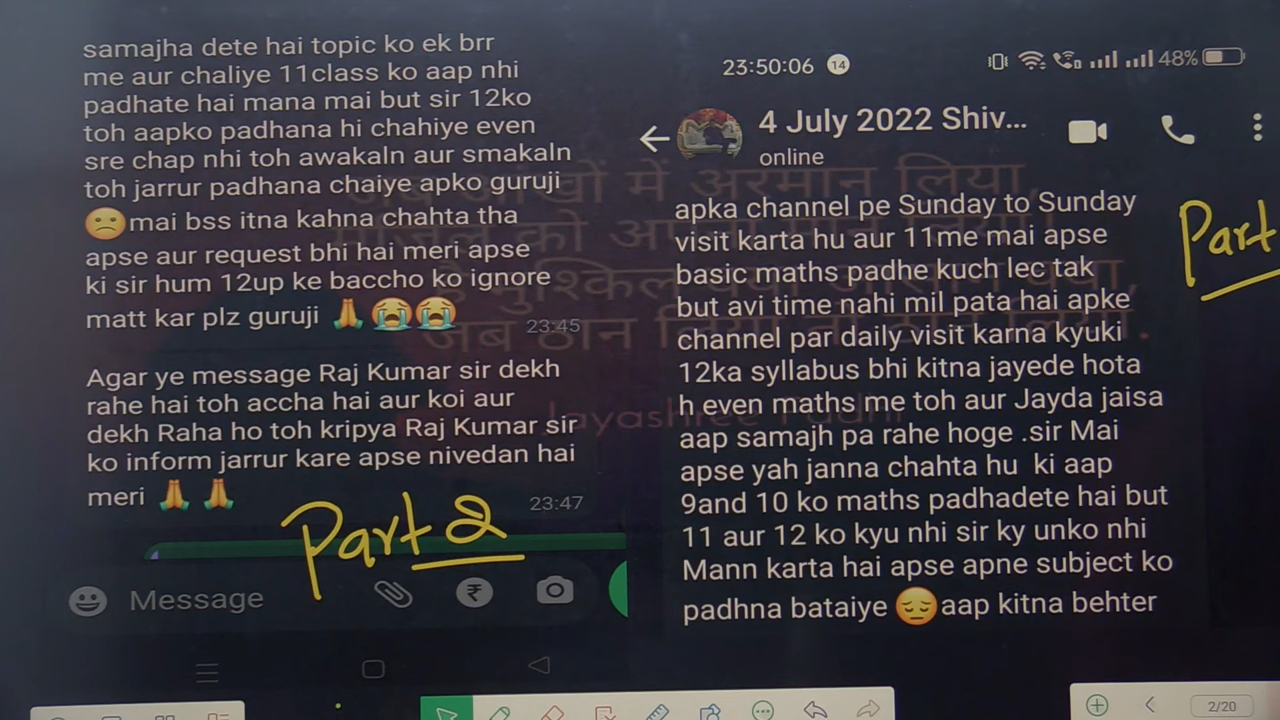 samajha dete hai topic ko ek brr
me aur chaliye 11class ko aap nhi
padhate hai mana mai but sir 12ko
toh aapko padhana hi chahiye even
sre chap nhi toh awakaln aur smakaln
toh jarrur padhana chaiye apko guruji
🙁mai bss itna kahna chahta tha
apse aur request bhi hai meri apse
ki sir hum 12up ke baccho ko ignore
matt kar plz guruji 🙏😭😭
23:45
Agar ye message Raj Kumar sir dekh
rahe hai toh accha hai aur koi aur
dekh Raha ho toh kripya Raj Kumar sir
ko inform jarrur kare apse nivedan hai
meri 🙏 🙏
23:47
Part 2
Message
23:50:06 14
48%
4 July 2022 Shiv...
online
apka channel pe Sunday to Sunday
visit karta hu aur 11me mai apse
basic maths padhe kuch lec tak
but avi time nahi mil pata hai apke
channel par daily visit karna kyuki
12ka syllabus bhi kitna jayede hota
h even maths me toh aur Jayda jaisa
aap samajh pa rahe hoge .sir Mai
apse yah janna chahta hu ki aap
9and 10 ko maths padhadete hai but
11 aur 12 ko kyu nhi sir ky unko nhi
Mann karta hai apse apne subject ko
padhna bataiye 😔aap kitna behter
Part
2/20